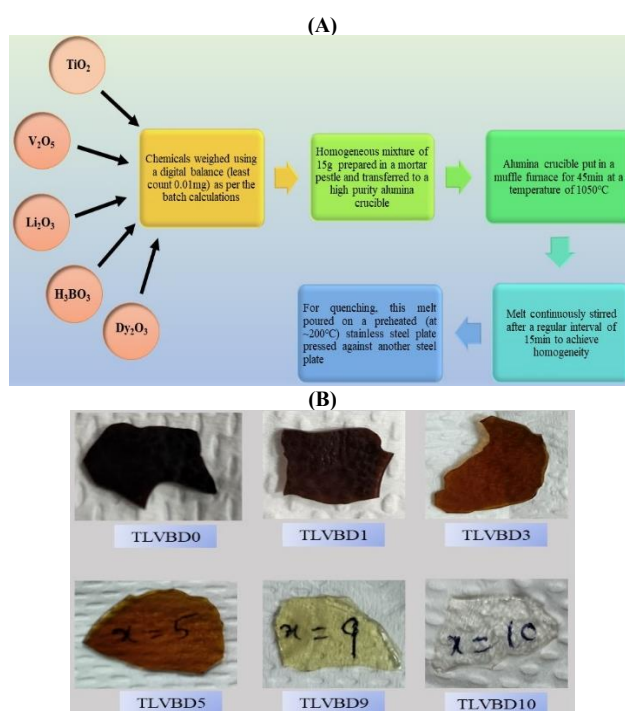 (A)
TiO₂
V₂O₅
Li₂O₃
H₃BO₃
Dy₂O₃
Chemicals weighed using
a digital balance (least
count 0.01mg) as per the
batch calculations
Homogeneous mixture of
15g prepared in a mortar
pestle and transferred to a
high purity alumina
crucible
Alumina crucible put in a
muffle furnace for 45min at a
temperature of 1050°C
Melt continuously stirred
after a regular interval of
15min to achieve
homogeneity
For quenching, this melt
poured on a preheated (at
~200°C) stainless steel plate
pressed against another steel
plate
(B)
TLVBD0
TLVBD1
TLVBD3
x = 5
x = 9
x = 10
TLVBD5
TLVBD9
TLVBD10